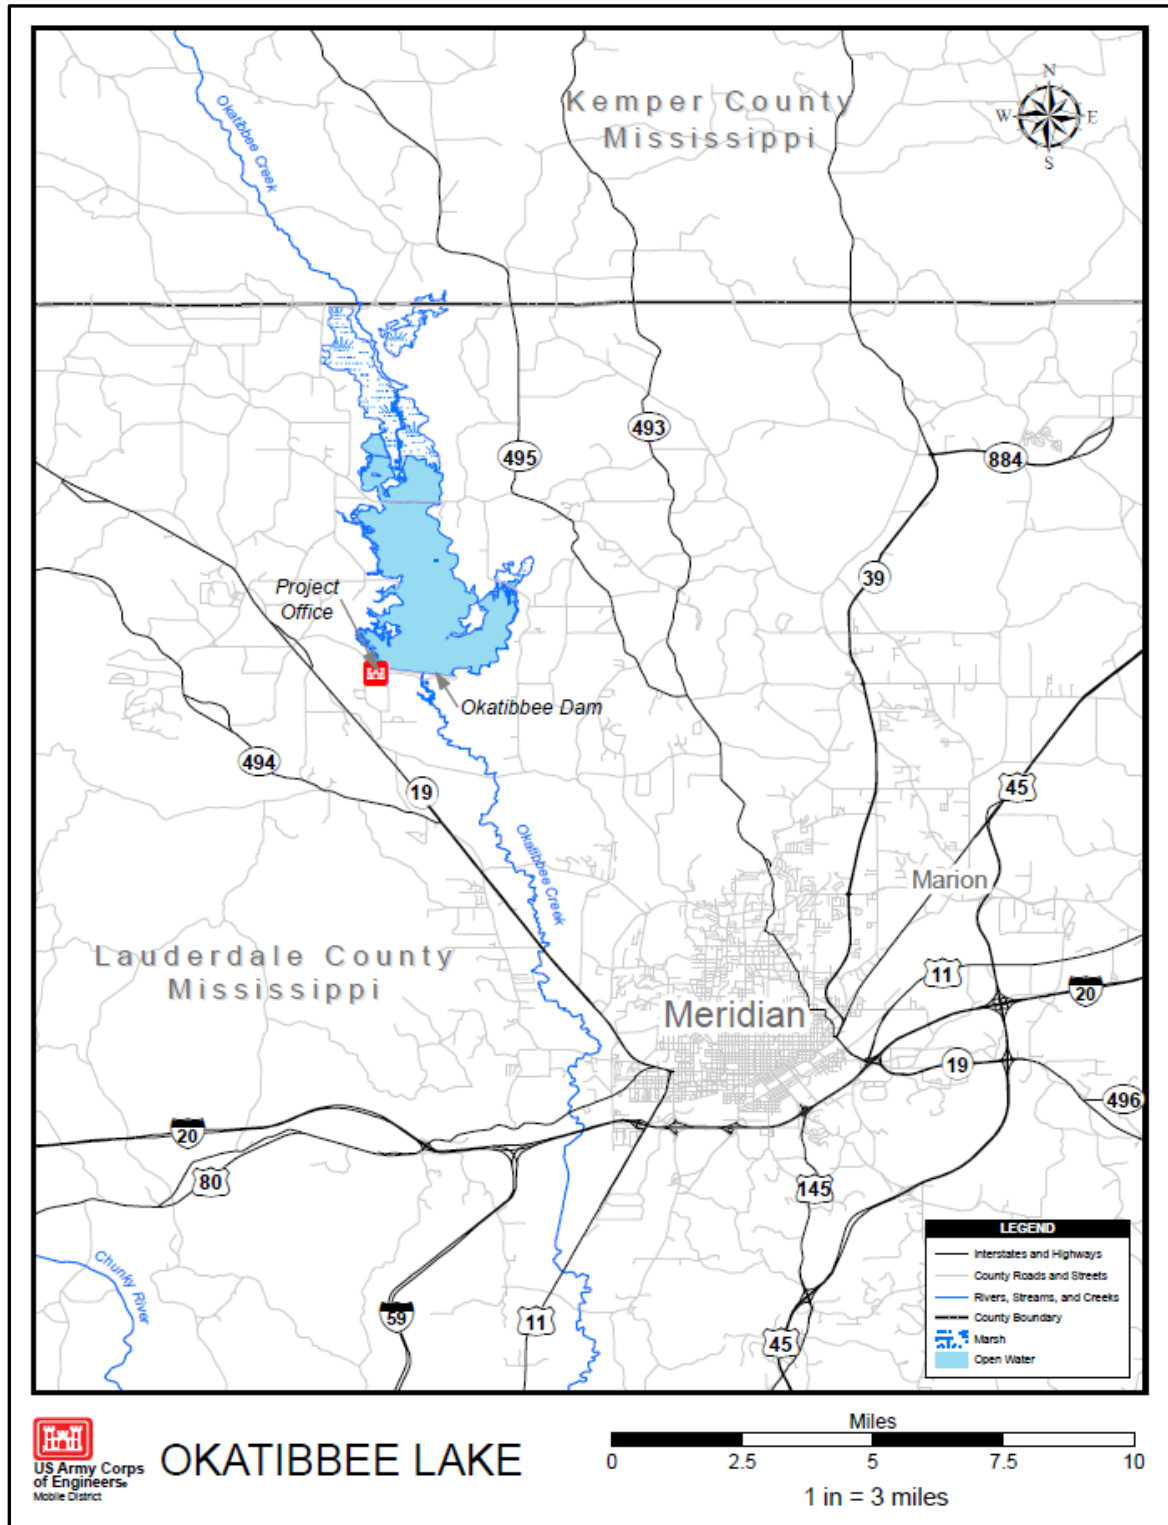 Kemper County
Mississippi
N
W
E
S
Okatibbee Creek
493
495
884
39
Project
Office
Okatibbee Dam
494
19
45
Okatibbee Creek
Marion
Lauderdale County
Mississippi
11
20
Meridian
19
496
20
80
145
Chunky River
59
11
45
LEGEND
Interstates and Highways
County Roads and Streets
Rivers, Streams, and Creeks
County Boundary
Marsh
Open Water
US Army Corps
of Engineers®
Mobile District
OKATIBBEE LAKE
Miles
0 2.5 5 7.5 10
1 in = 3 miles